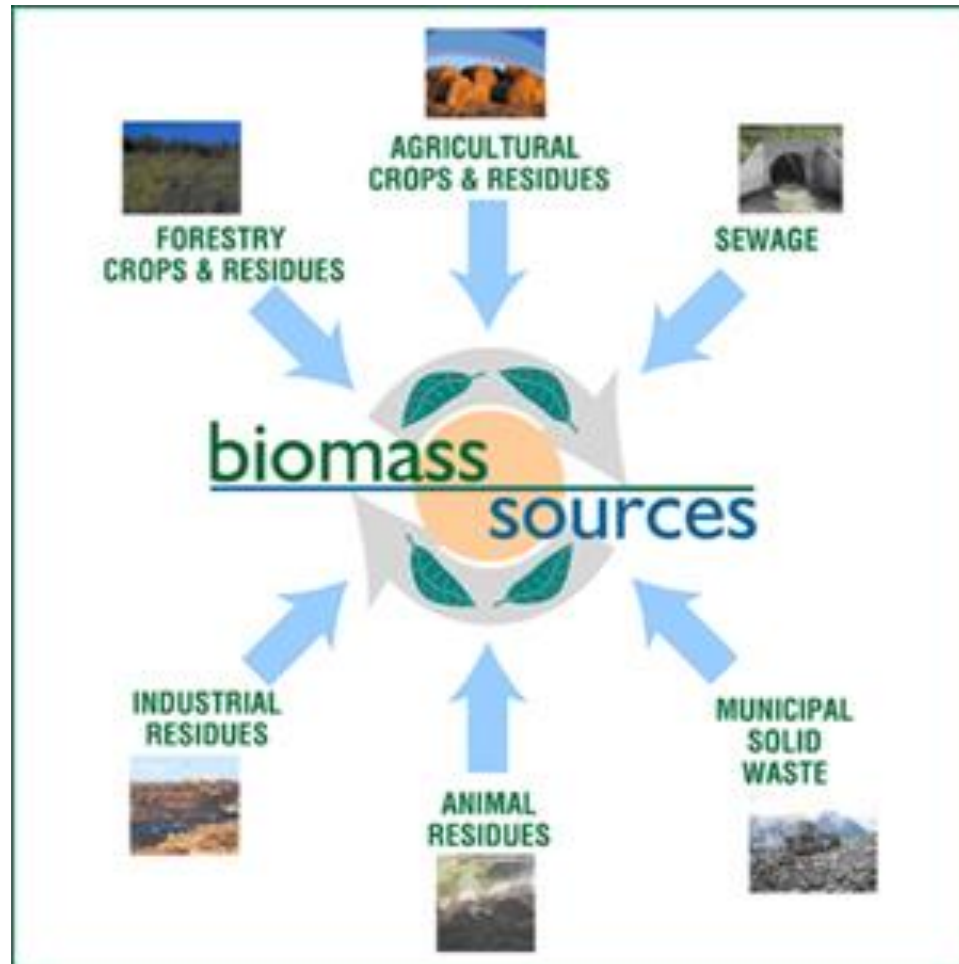 AGRICULTURAL
CROPS & RESIDUES
FORESTRY
CROPS & RESIDUES
SEWAGE
biomass
sources
INDUSTRIAL
RESIDUES
ANIMAL
RESIDUES
MUNICIPAL
SOLID
WASTE